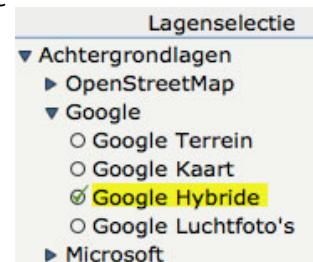 Lagenselectie
Achtergrondlagen
OpenStreetMap
Google
Google Terrein
Google Kaart
Google Hybride
Google Luchtfoto's
Microsoft